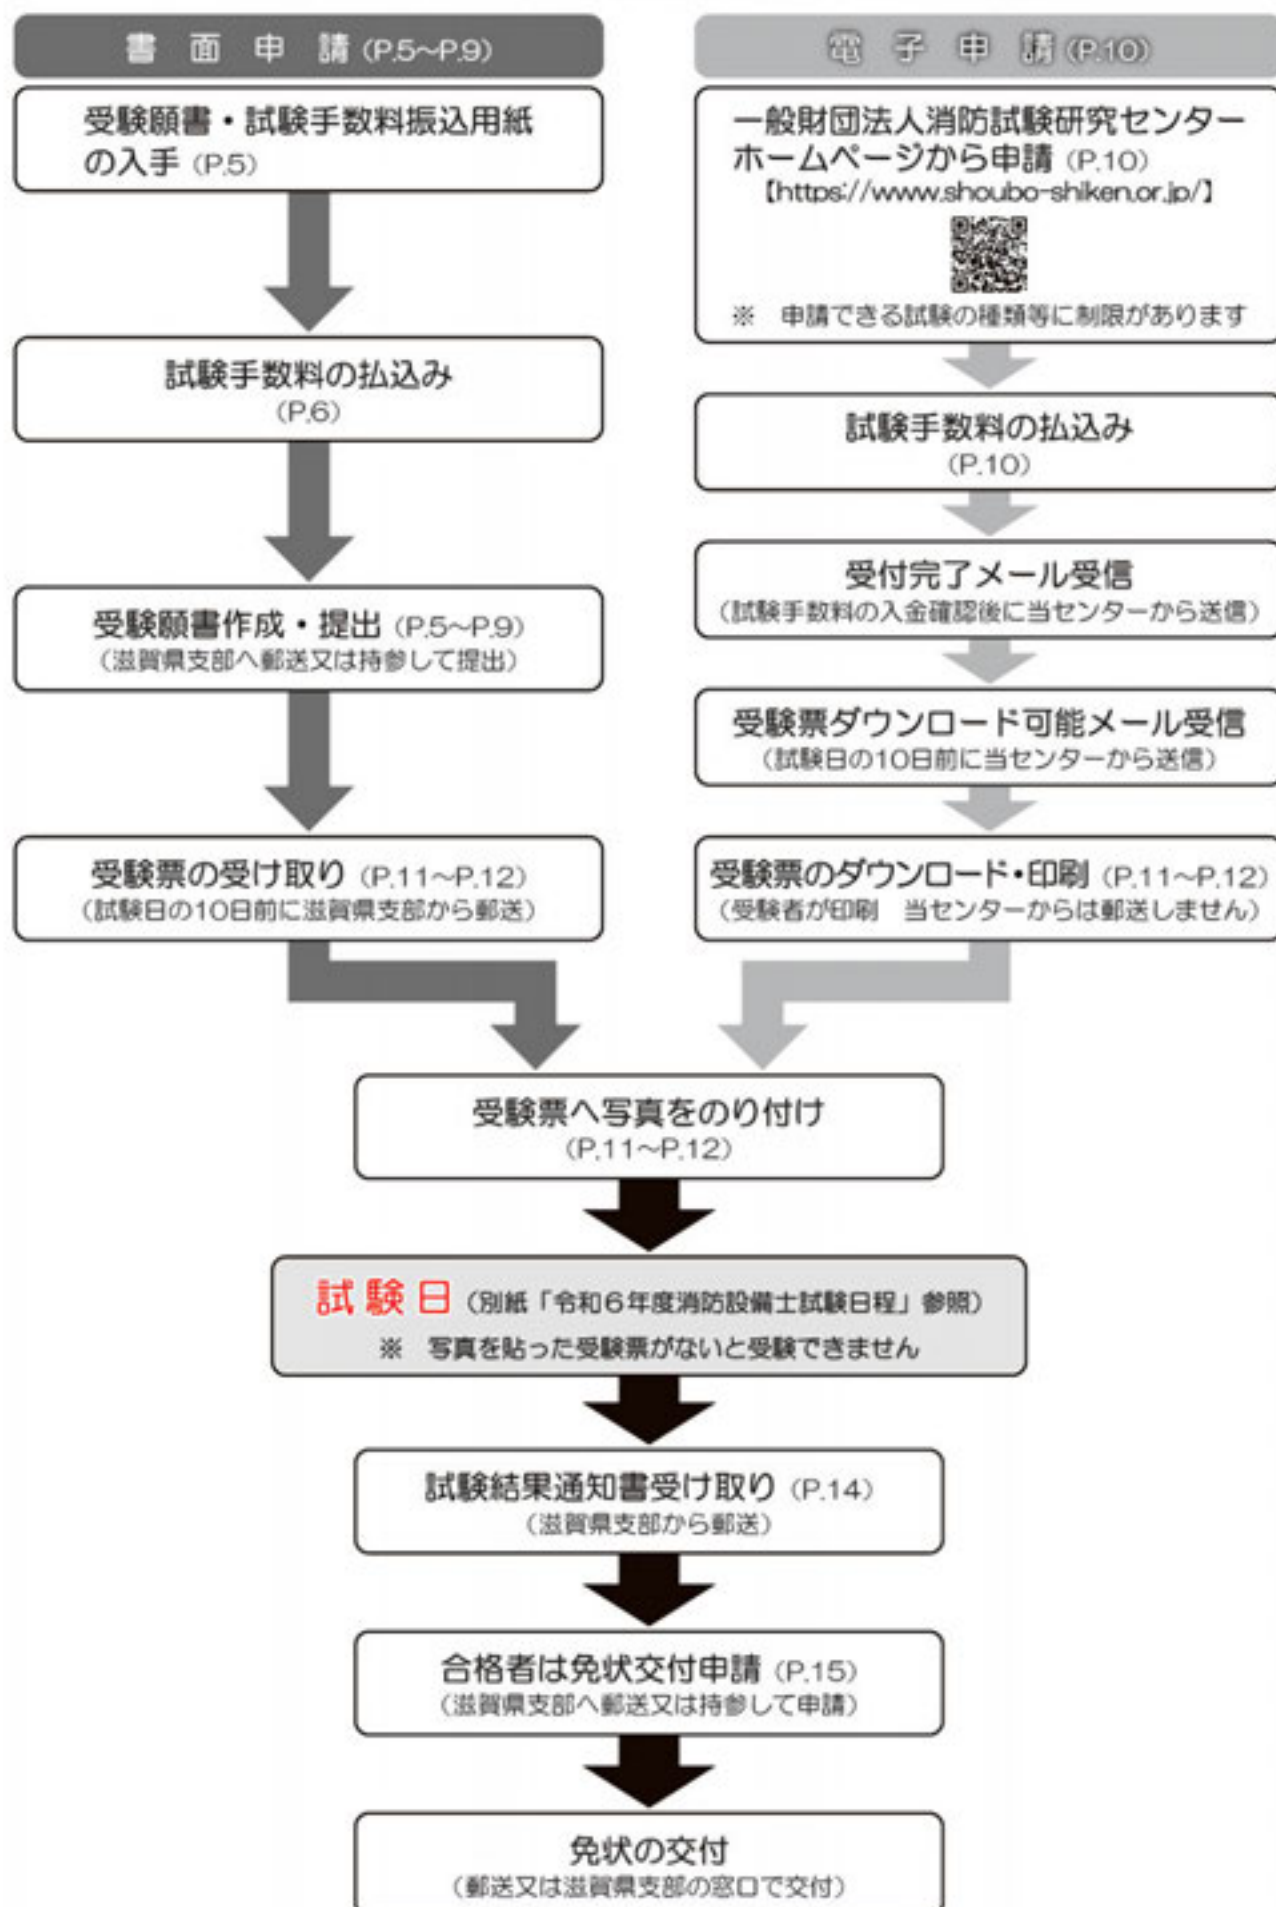 書面申請 (P.5～P.9)
受験願書・試験手数料振込用紙
の入手 (P.5)
試験手数料の払込み
(P.6)
受験願書作成・提出 (P.5～P.9)
(滋賀県支部へ郵送又は持参して提出)
受験票の受け取り (P.11～P.12)
(試験日の10日前に滋賀県支部から郵送)
電子申請 (P.10)
一般財団法人消防試験研究センター
ホームページから申請 (P.10)
【https://www.shoubo-shiken.or.jp/】
※ 申請できる試験の種類等に制限があります
試験手数料の払込み
(P.10)
受付完了メール受信
(試験手数料の入金確認後に当センターから送信)
受験票ダウンロード可能メール受信
(試験日の10日前に当センターから送信)
受験票のダウンロード・印刷 (P.11～P.12)
(受験者が印刷 当センターからは郵送しません)
受験票へ写真をのり付け
(P.11～P.12)
試験日 (別紙「令和6年度消防設備士試験日程」参照)
※ 写真を貼った受験票がないと受験できません
試験結果通知書受け取り (P.14)
(滋賀県支部から郵送)
合格者は免状交付申請 (P.15)
(滋賀県支部へ郵送又は持参して申請)
免状の交付
(郵送又は滋賀県支部の窓口で交付)